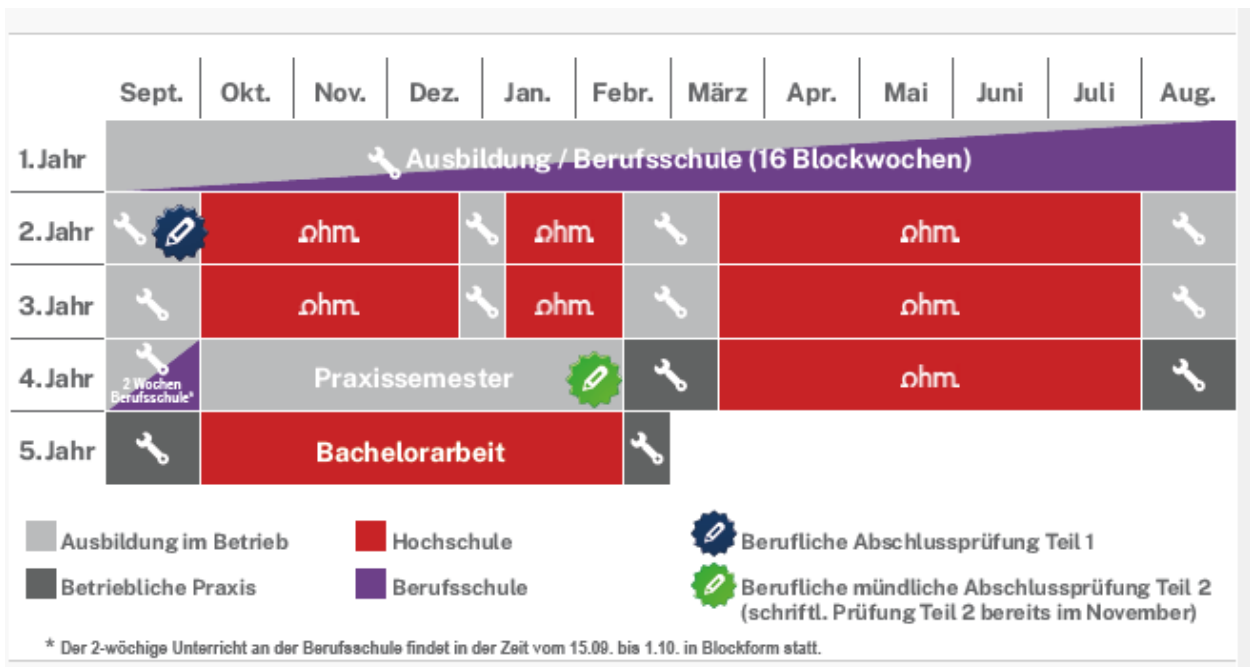 Sept. Okt. Nov. Dez. Jan. Febr. März Apr. Mai Juni Juli Aug.
1. Jahr Ausbildung / Berufsschule (16 Blockwochen)
2. Jahr ohm ohm ohm
3. Jahr ohm ohm ohm
4. Jahr 2 Wochen Berufsschule* Praxissemester ohm
5. Jahr Bachelorarbeit
Ausbildung im Betrieb Hochschule Berufliche Abschlussprüfung Teil 1
Betriebliche Praxis Berufsschule Berufliche mündliche Abschlussprüfung Teil 2
(schriftl. Prüfung Teil 2 bereits im November)
* Der 2-wöchige Unterricht an der Berufsschule findet in der Zeit vom 15.09. bis 1.10. in Blockform statt.